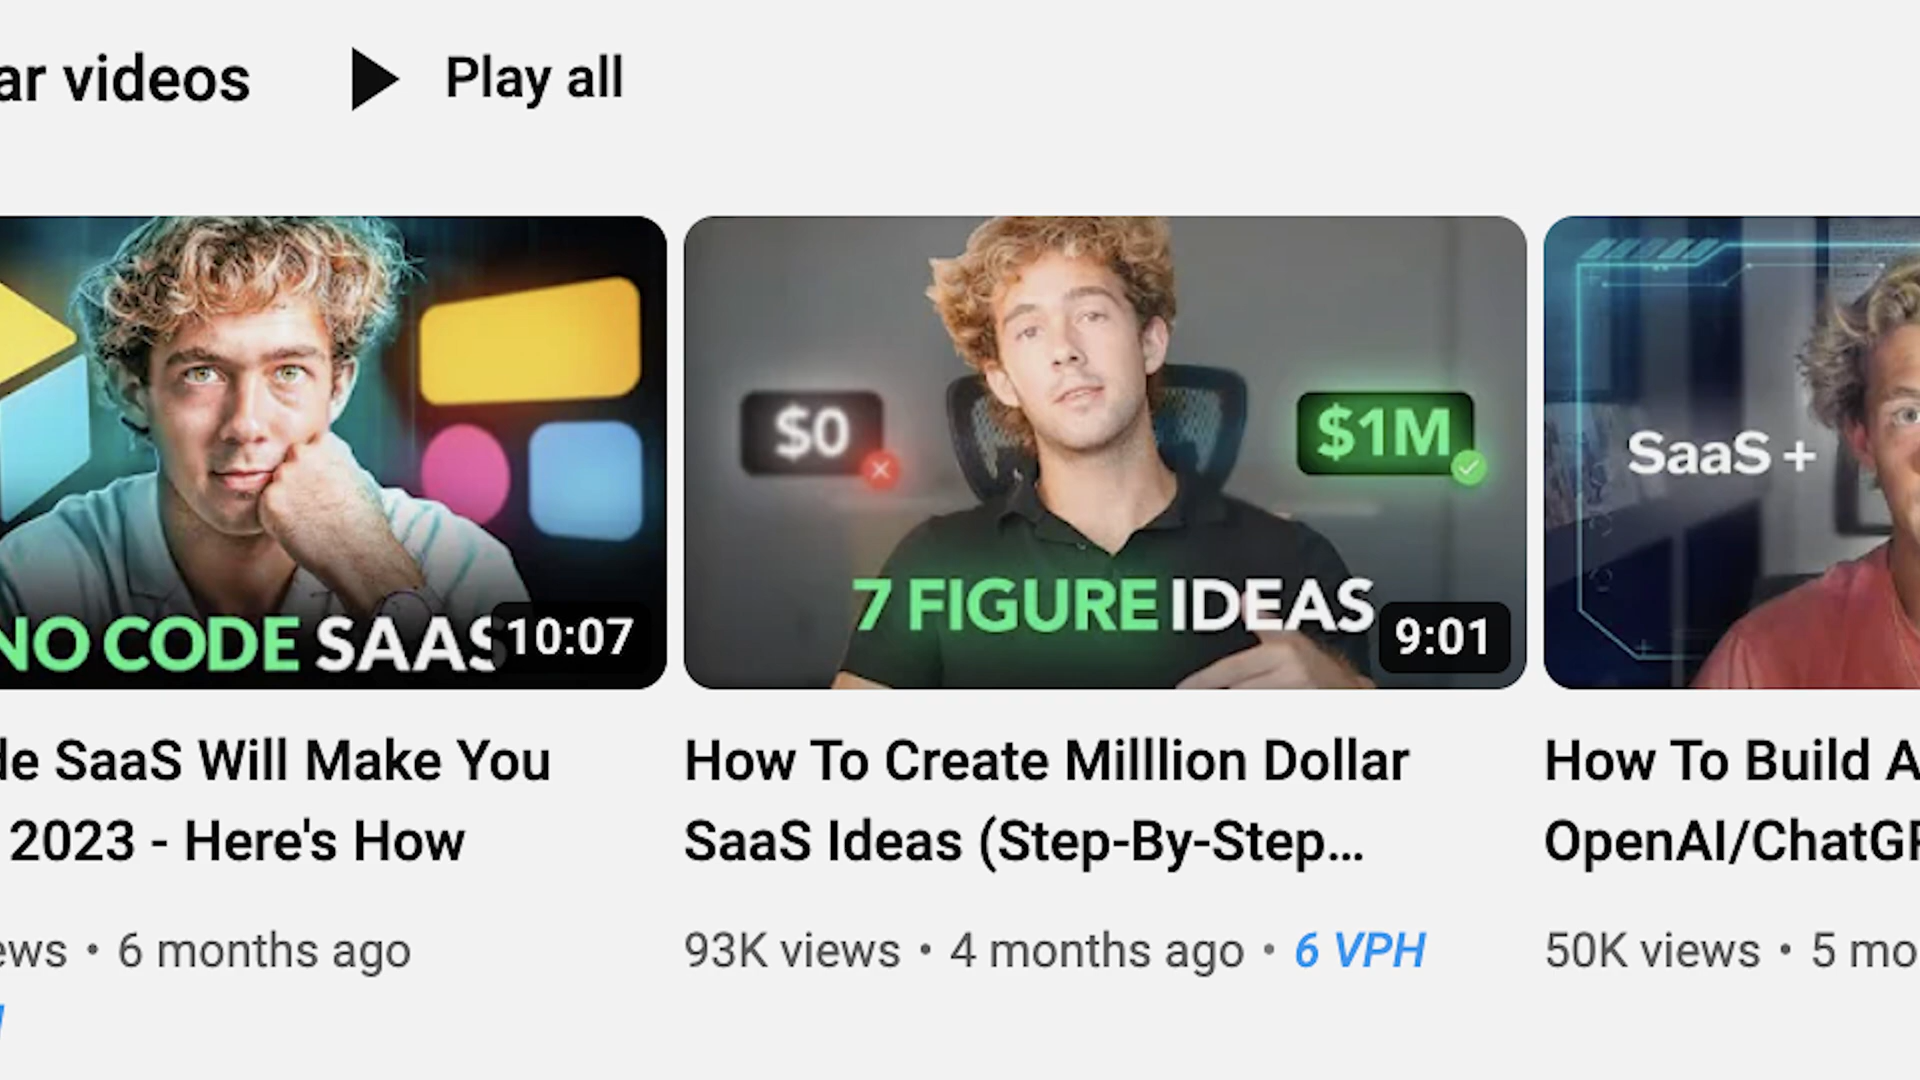 ar videos
Play all
NO CODE SAAS
10:07
$0
$1M
7 FIGURE IDEAS
9:01
SaaS +
de SaaS Will Make You
2023 - Here's How
ews • 6 months ago
How To Create Milllion Dollar
SaaS Ideas (Step-By-Step...
93K views • 4 months ago • 6 VPH
How To Build A
OpenAI/ChatGP
50K views • 5 mo